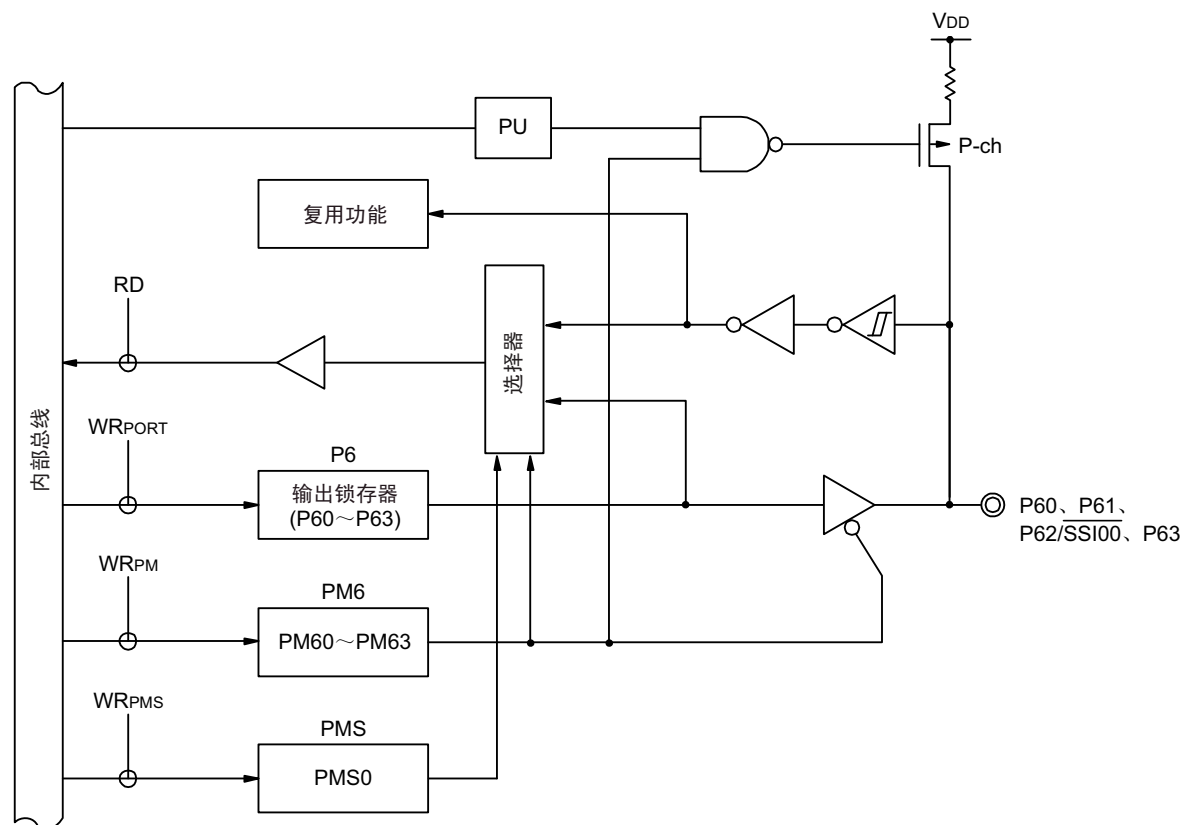 VDD
PU
P-ch
复用功能
RD
选择器
内部总线
WRPORT
P6
输出锁存器
(P60～P63)
P60、P61、
P62/SSI00、P63
WRPM
PM6
PM60～PM63
WRPMS
PMS
PMS0